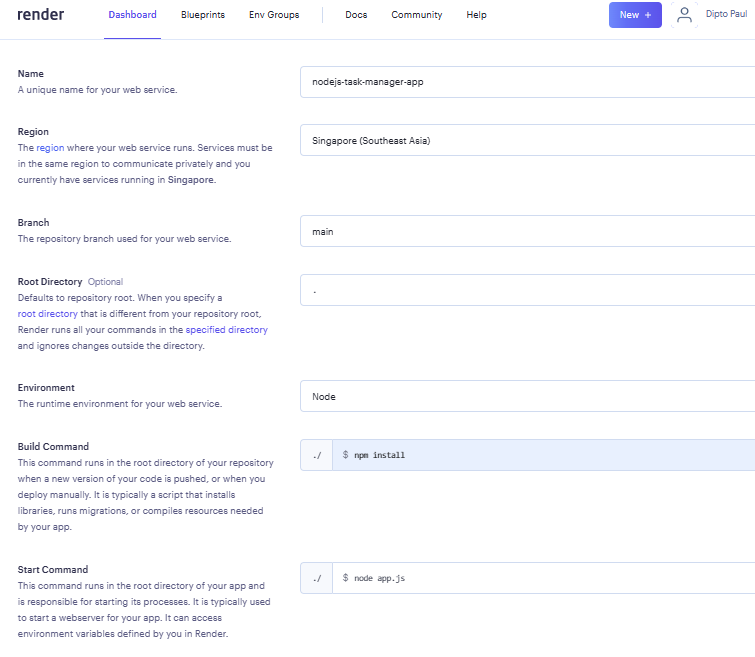 render Dashboard Blueprints Env Groups Docs Community Help New + Dipto Paul
Name
A unique name for your web service.
nodejs-task-manager-app
Region
The region where your web service runs. Services must be
in the same region to communicate privately and you
currently have services running in Singapore.
Singapore (Southeast Asia)
Branch
The repository branch used for your web service.
main
Root Directory Optional
Defaults to repository root. When you specify a
root directory that is different from your repository root,
Render runs all your commands in the specified directory
and ignores changes outside the directory.
.
Environment
The runtime environment for your web service.
Node
Build Command
This command runs in the root directory of your repository
when a new version of your code is pushed, or when you
deploy manually. It is typically a script that installs
libraries, runs migrations, or compiles resources needed
by your app.
./ $ npm install
Start Command
This command runs in the root directory of your app and
is responsible for starting its processes. It is typically used
to start a webserver for your app. It can access
environment variables defined by you in Render.
./ $ node app.js